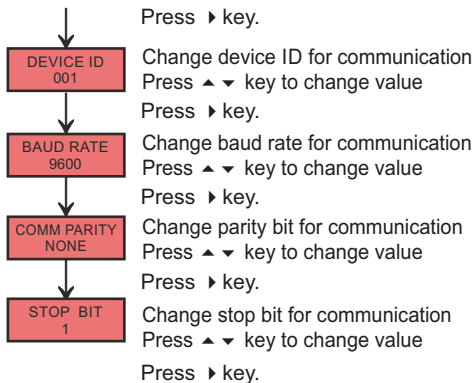 Press ▸ key.
DEVICE ID
001
Change device ID for communication
Press ▴ ▾ key to change value
Press ▸ key.
BAUD RATE
9600
Change baud rate for communication
Press ▴ ▾ key to change value
Press ▸ key.
COMM PARITY
NONE
Change parity bit for communication
Press ▴ ▾ key to change value
Press ▸ key.
STOP BIT
1
Change stop bit for communication
Press ▴ ▾ key to change value
Press ▸ key.